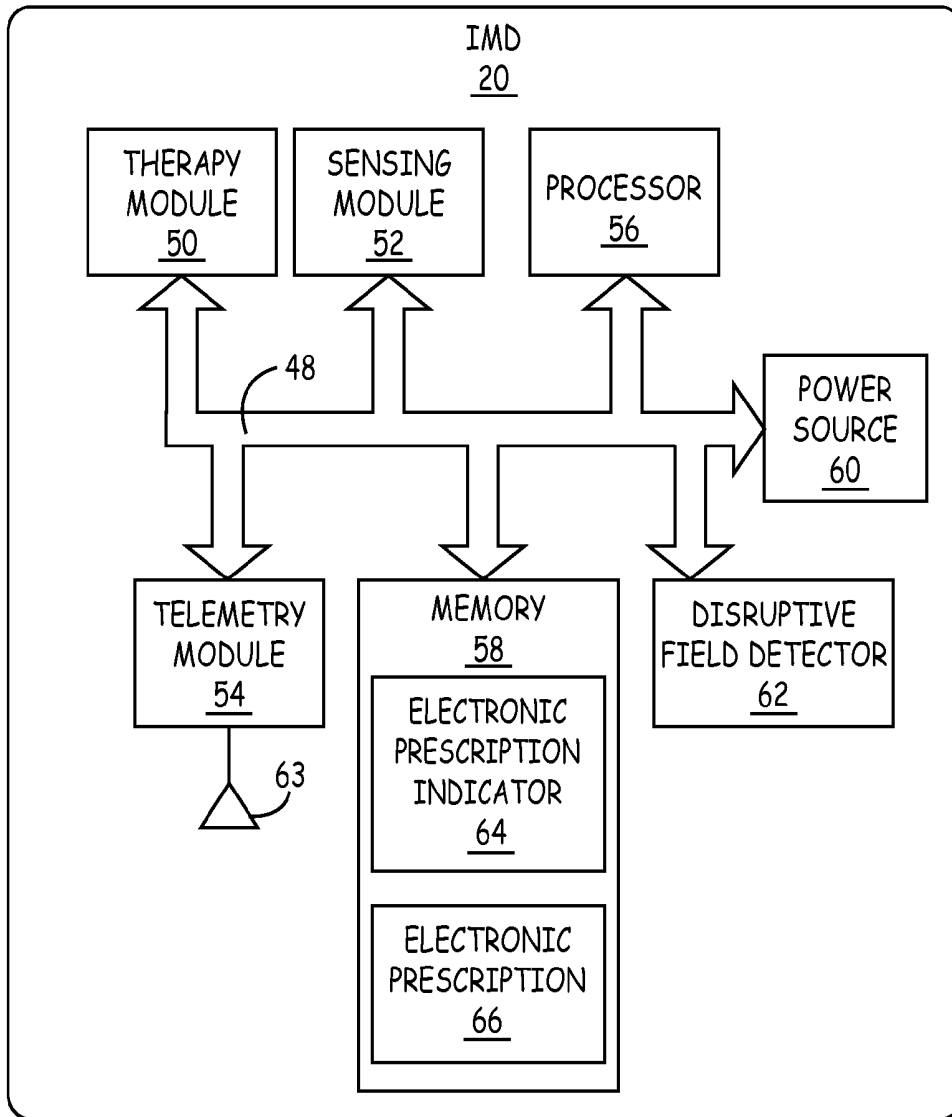 IMD
20
THERAPY
MODULE
50
SENSING
MODULE
52
PROCESSOR
56
48
POWER
SOURCE
60
TELEMETRY
MODULE
54
63
MEMORY
58
ELECTRONIC
PRESCRIPTION
INDICATOR
64
ELECTRONIC
PRESCRIPTION
66
DISRUPTIVE
FIELD DETECTOR
62